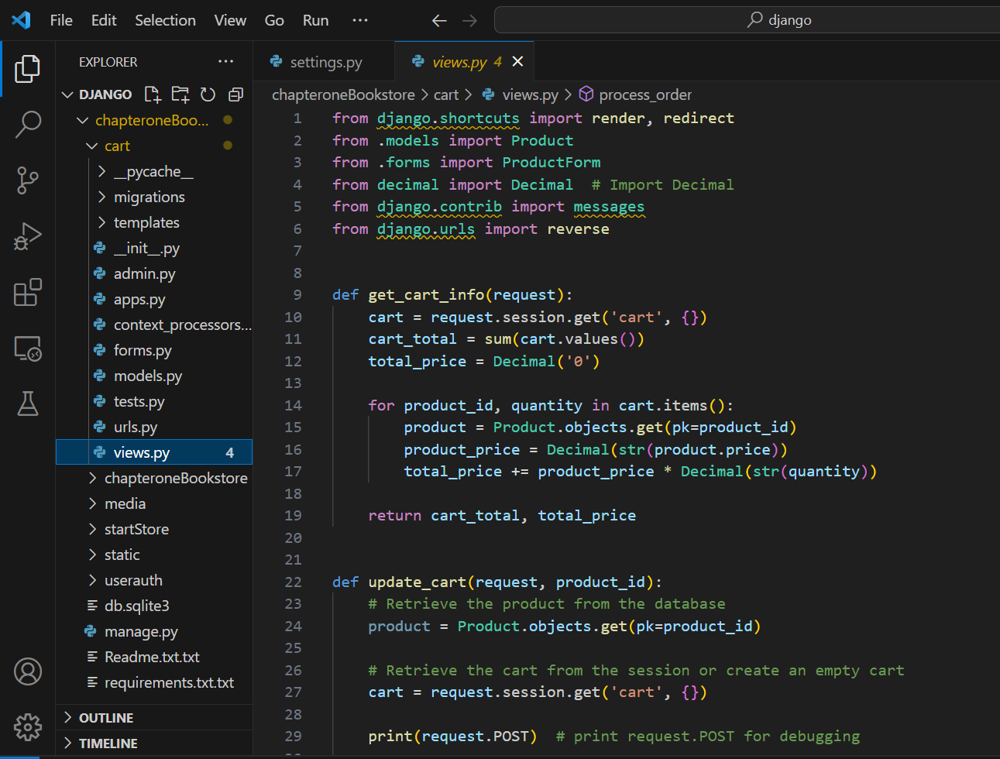 File Edit Selection View Go Run ··· django
EXPLORER ···
DJANGO
chapteroneBoo...
cart
__pycache__
migrations
templates
__init__.py
admin.py
apps.py
context_processors...
forms.py
models.py
tests.py
urls.py
views.py 4
chapteroneBookstore
media
startStore
static
userauth
db.sqlite3
manage.py
Readme.txt.txt
requirements.txt.txt
OUTLINE
TIMELINE
settings.py views.py 4
chapteroneBookstore > cart > views.py > process_order
1 from django.shortcuts import render, redirect
2 from .models import Product
3 from .forms import ProductForm
4 from decimal import Decimal  # Import Decimal
5 from django.contrib import messages
6 from django.urls import reverse
7
8
9 def get_cart_info(request):
10     cart = request.session.get('cart', {})
11     cart_total = sum(cart.values())
12     total_price = Decimal('0')
13
14     for product_id, quantity in cart.items():
15         product = Product.objects.get(pk=product_id)
16         product_price = Decimal(str(product.price))
17         total_price += product_price * Decimal(str(quantity))
18
19     return cart_total, total_price
20
21
22 def update_cart(request, product_id):
23     # Retrieve the product from the database
24     product = Product.objects.get(pk=product_id)
25
26     # Retrieve the cart from the session or create an empty cart
27     cart = request.session.get('cart', {})
28
29     print(request.POST)  # print request.POST for debugging